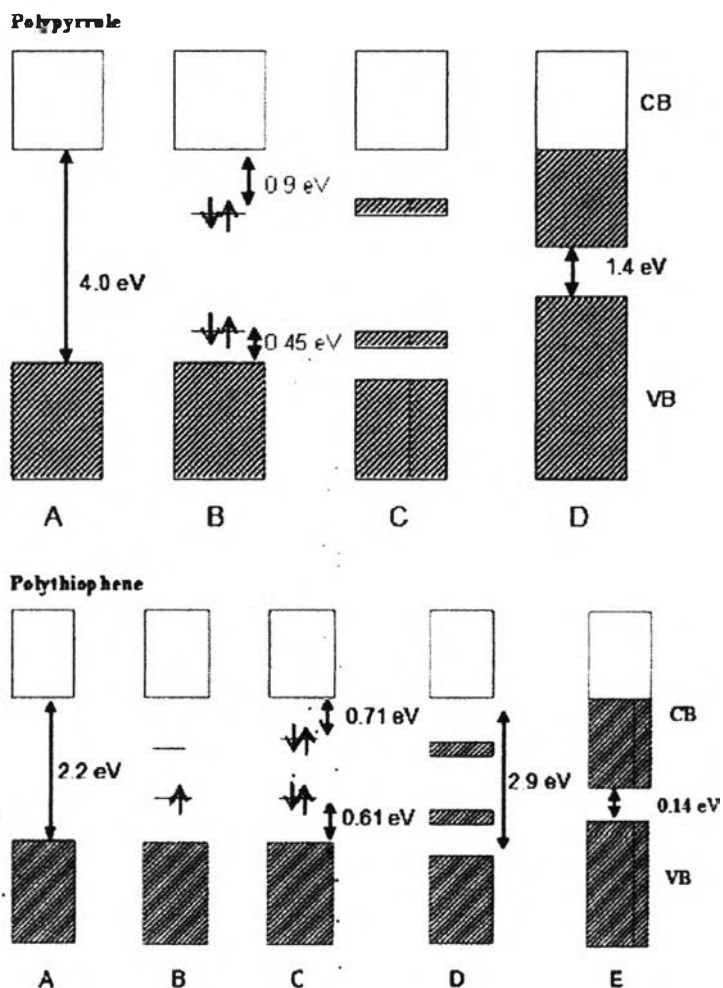 Polypyrrole
CB
0.9 eV
4.0 eV
1.4 eV
0.45 eV
VB
A B C D
Polythiophene
0.71 eV
CB
2.2 eV
2.9 eV
0.14 eV
0.61 eV
VB
A B C D E